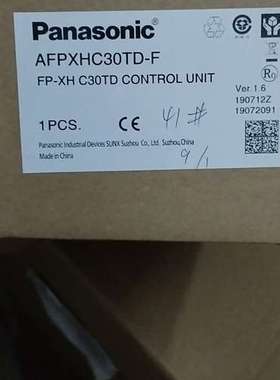 Panasonic
AFPXHC30TD-F
FP-XH C30TD CONTROL UNIT
Ver. 1.6
190712Z
19072091
1PCS.
41#
9/1
Panasonic Industrial Devices SUNX Suzhou Co., Ltd. Suzhou,China
Made in China